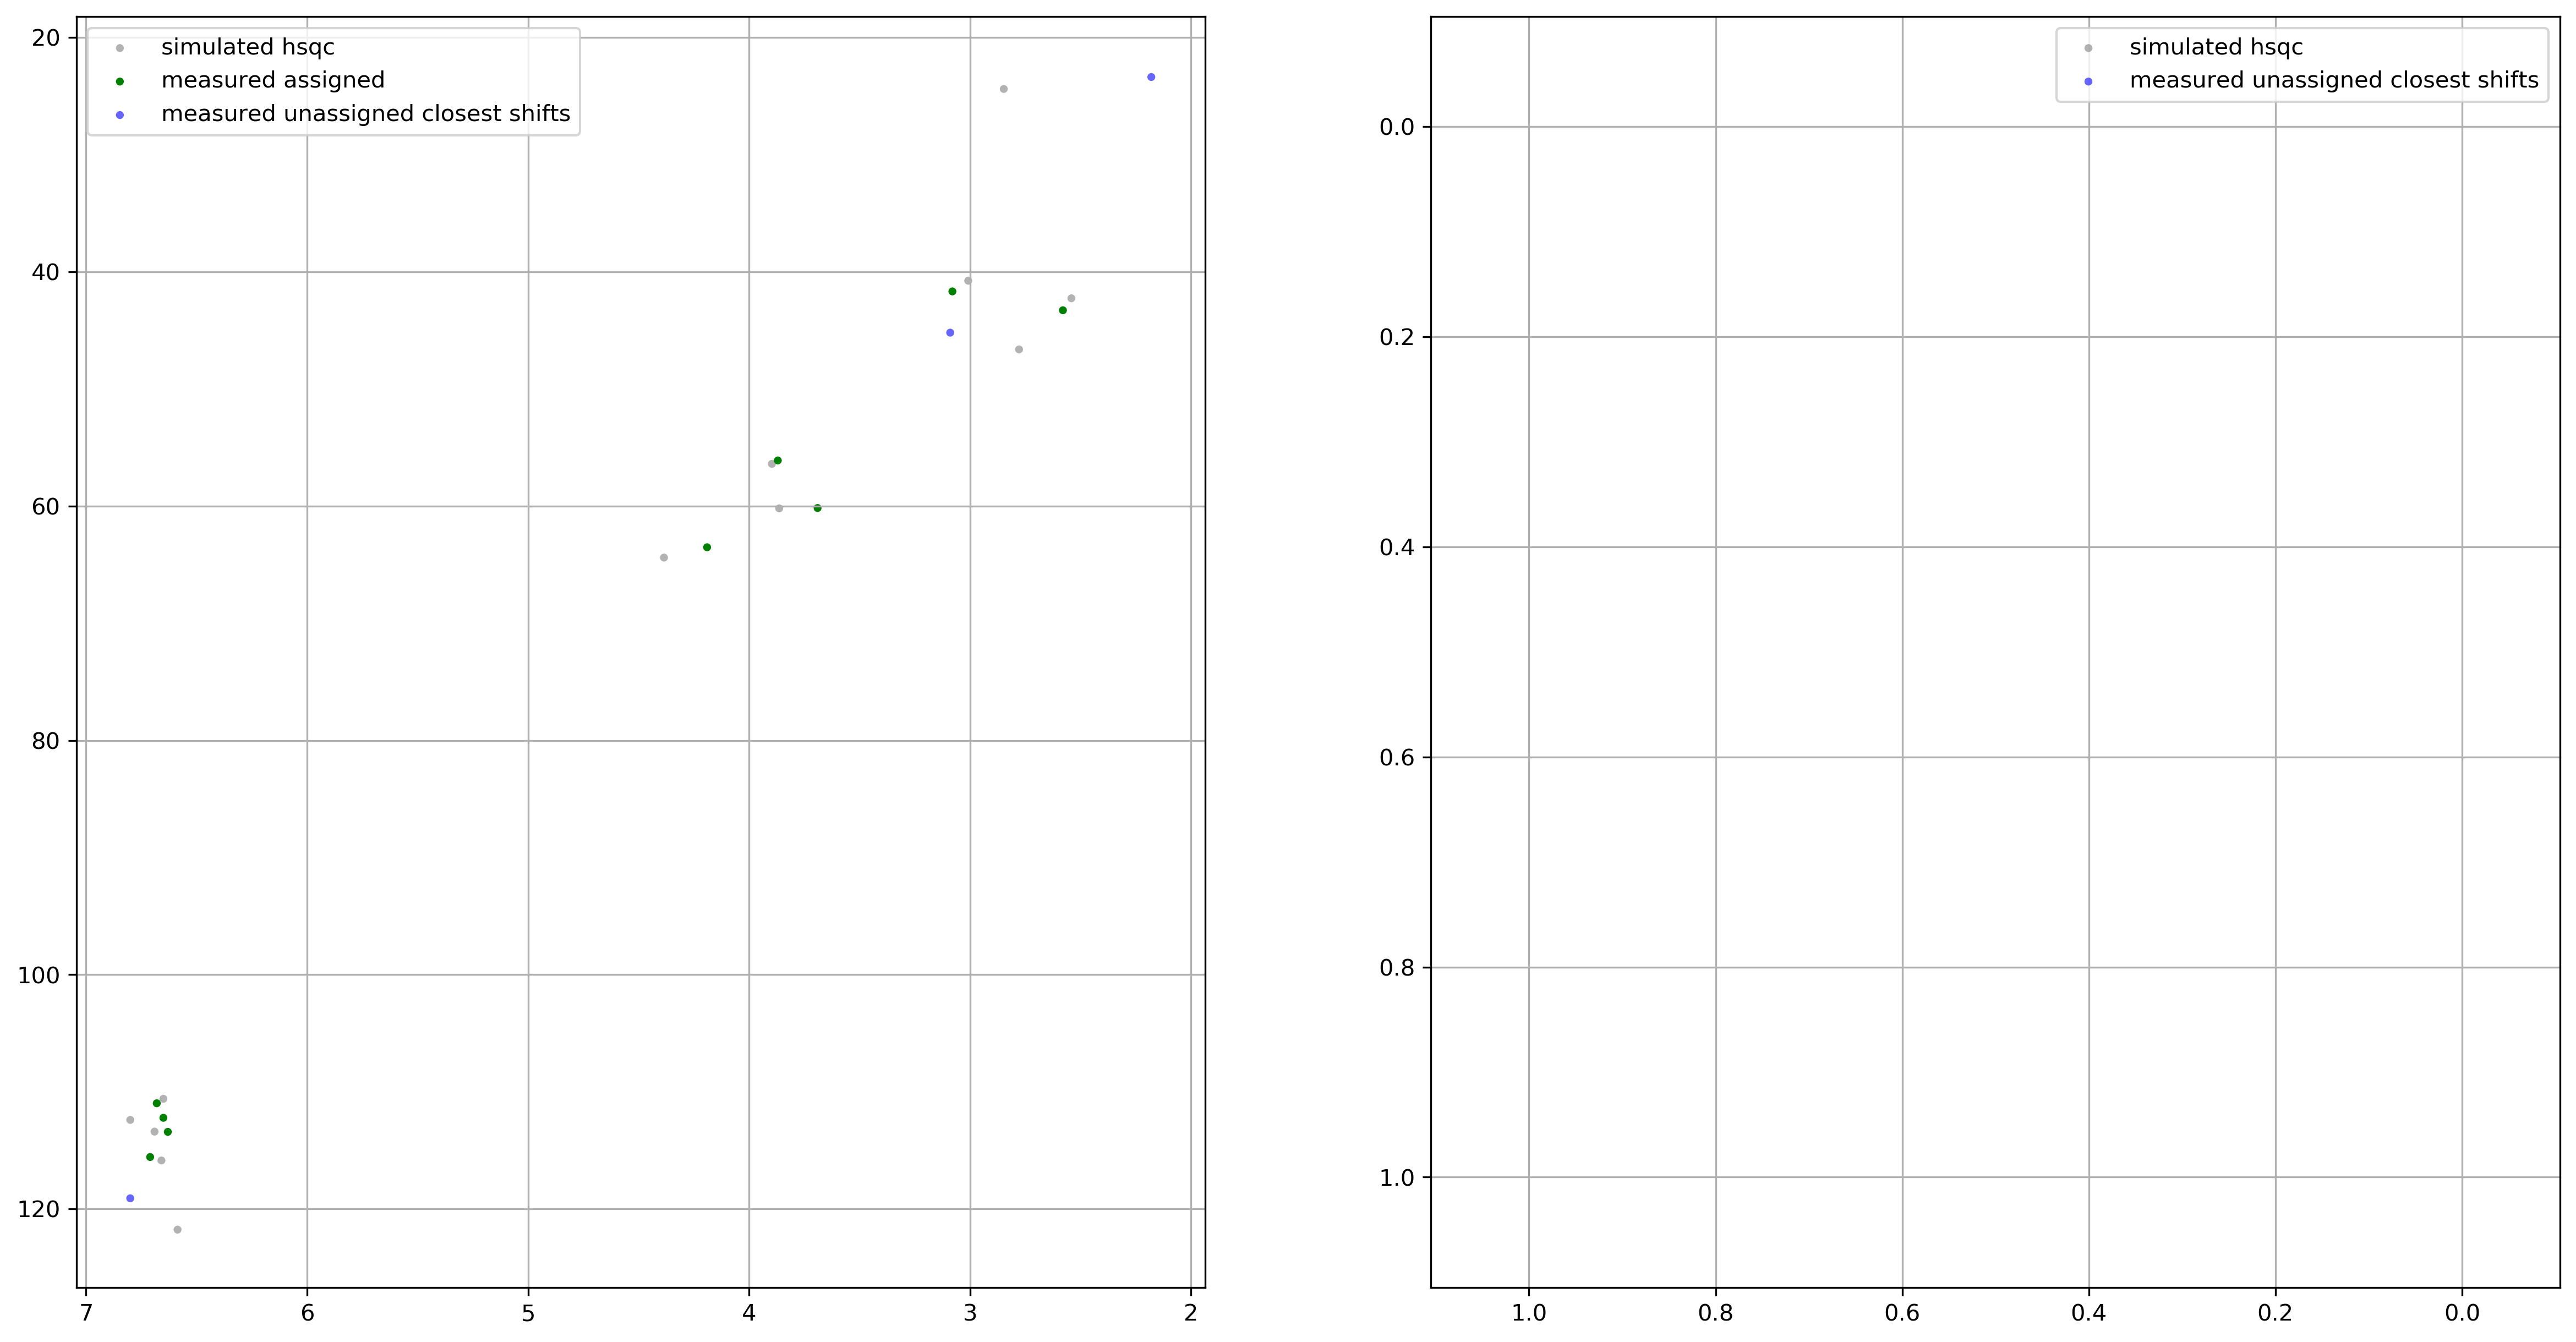 simulated hsqc
measured assigned
measured unassigned closest shifts
20
40
60
80
100
120
7 6 5 4 3 2
simulated hsqc
measured unassigned closest shifts
0.0
0.2
0.4
0.6
0.8
1.0
1.0 0.8 0.6 0.4 0.2 0.0